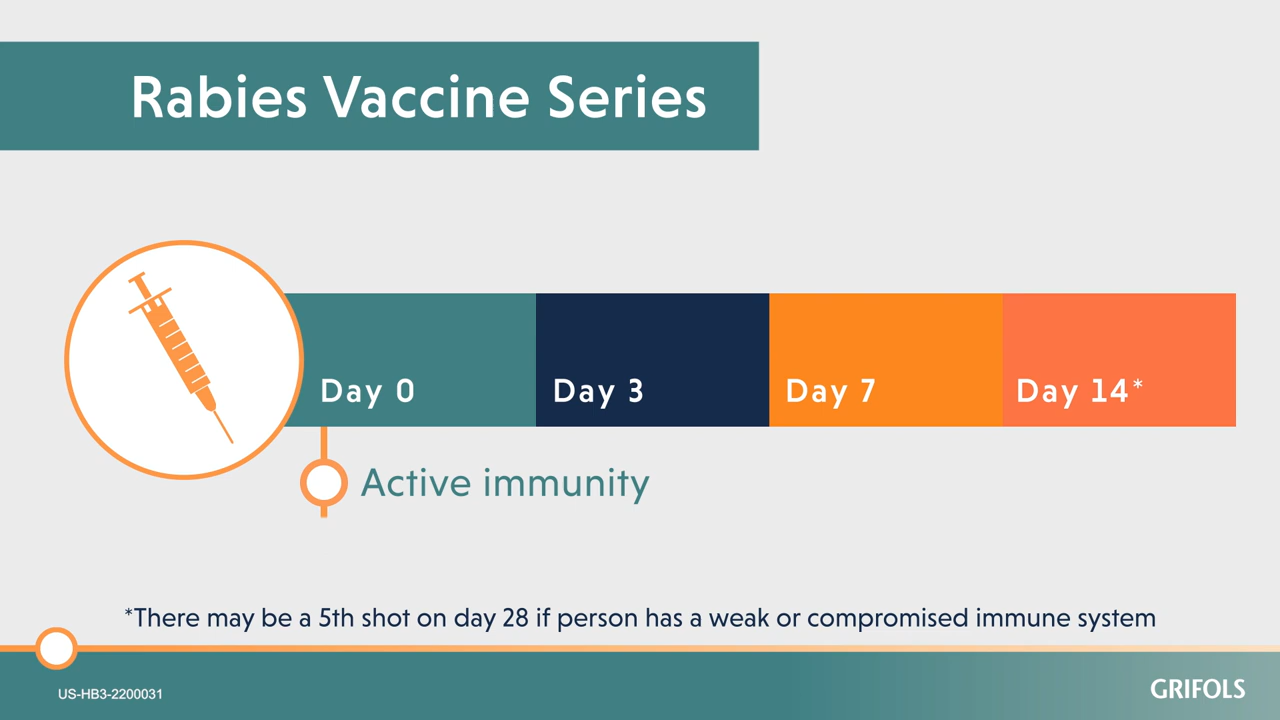 Rabies Vaccine Series
Day 0
Day 3
Day 7
Day 14*
Active immunity
*There may be a 5th shot on day 28 if person has a weak or compromised immune system
US-HB3-2200031
GRIFOLS